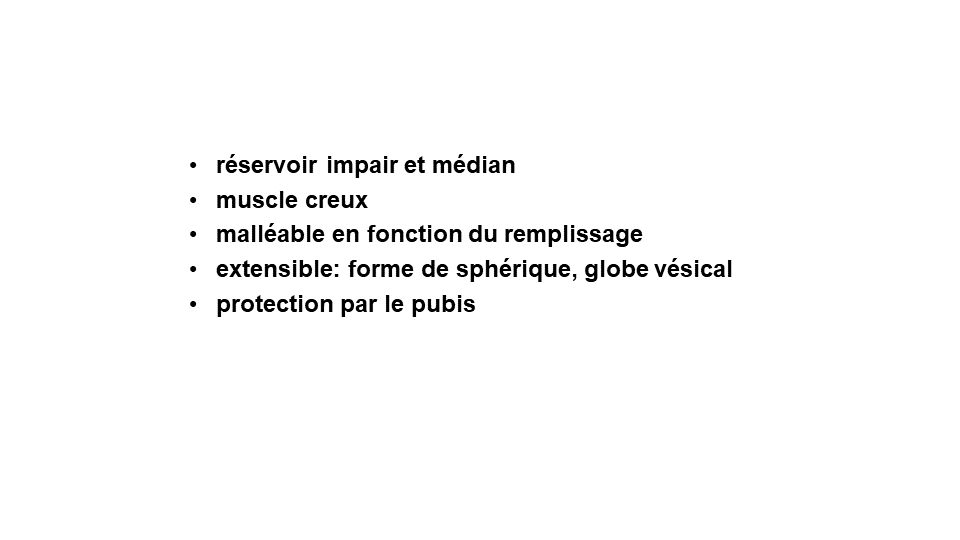 • réservoir impair et médian
• muscle creux
• malléable en fonction du remplissage
• extensible: forme de sphérique, globe vésical
• protection par le pubis